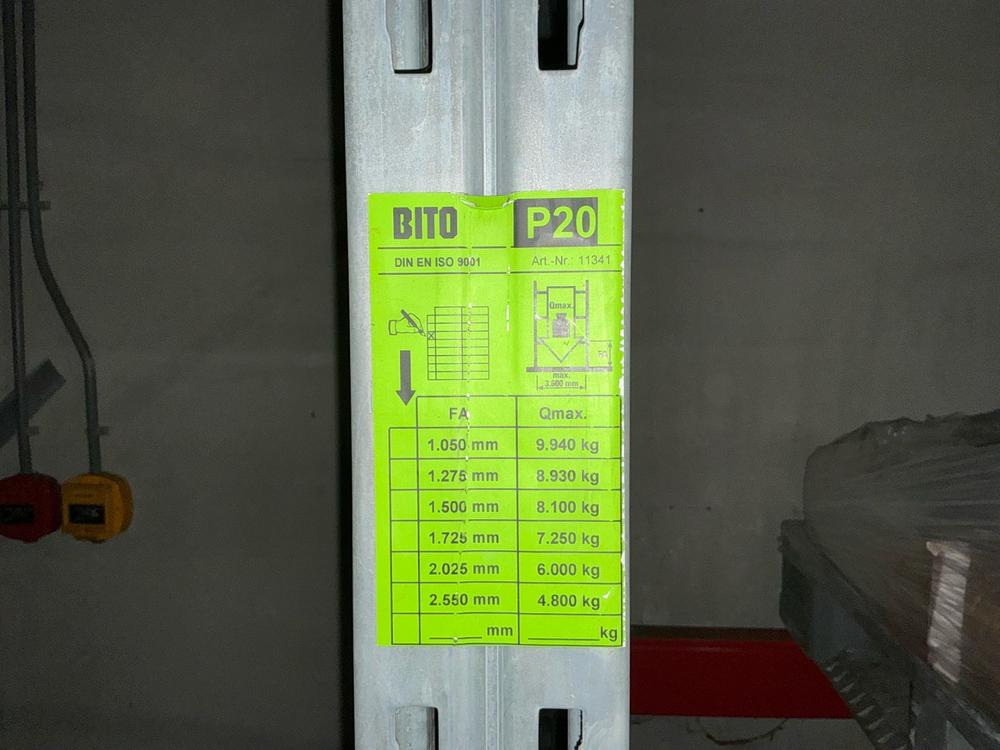 BITO P20
DIN EN ISO 9001 Art.-Nr.: 11341
Qmax.
FA
max.
3.600 mm
FA Qmax.
1.050 mm 9.940 kg
1.275 mm 8.930 kg
1.500 mm 8.100 kg
1.725 mm 7.250 kg
2.025 mm 6.000 kg
2.550 mm 4.800 kg
______ mm ________kg